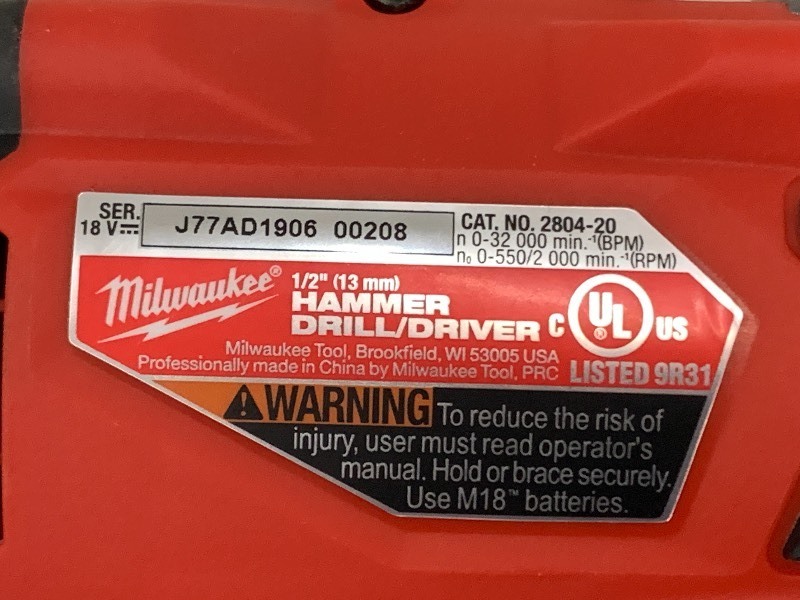 SER. J77AD1906 00208 CAT. NO. 2804-20
18 V⎓ n 0-32 000 min.⁻¹(BPM)
n₀ 0-550/2 000 min.⁻¹(RPM)
Milwaukee® 1/2" (13 mm)
HAMMER
DRILL/DRIVER C UL® US
Milwaukee Tool, Brookfield, WI 53005 USA
Professionally made in China by Milwaukee Tool, PRC LISTED 9R31
WARNING To reduce the risk of
injury, user must read operator's
manual. Hold or brace securely.
Use M18™ batteries.